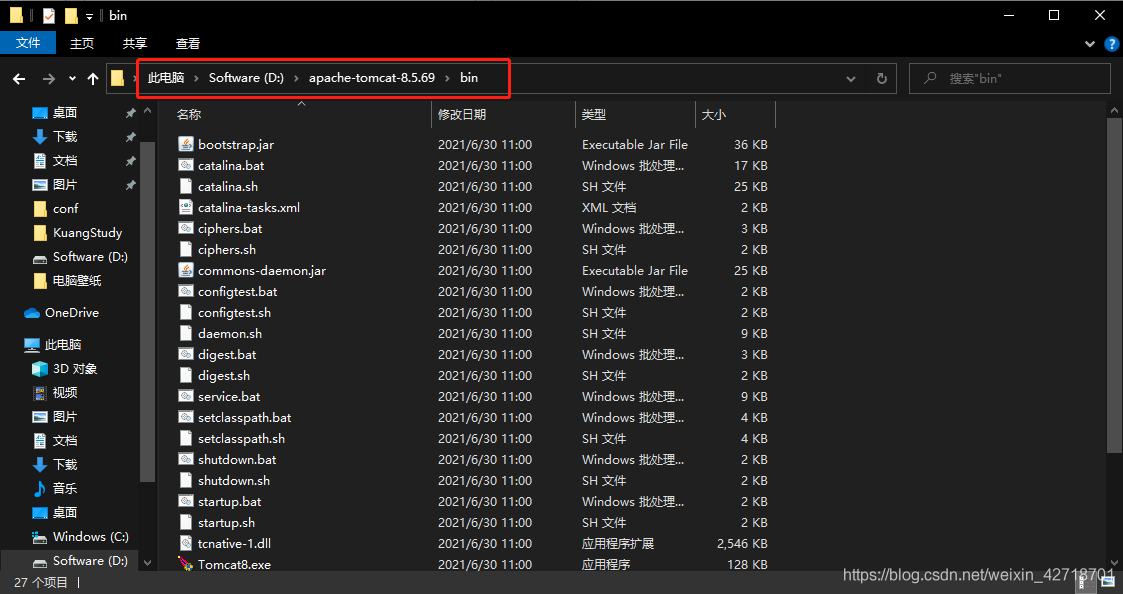 bin
文件 主页 共享 查看
此电脑 › Software (D:) › apache-tomcat-8.5.69 › bin 搜索"bin"
名称 修改日期 类型 大小
桌面
下载
文档
图片
conf
KuangStudy
Software (D:)
电脑壁纸
OneDrive
此电脑
3D 对象
视频
图片
文档
下载
音乐
桌面
Windows (C:)
Software (D:)
bootstrap.jar 2021/6/30 11:00 Executable Jar File 36 KB
catalina.bat 2021/6/30 11:00 Windows 批处理... 17 KB
catalina.sh 2021/6/30 11:00 SH 文件 25 KB
catalina-tasks.xml 2021/6/30 11:00 XML 文档 2 KB
ciphers.bat 2021/6/30 11:00 Windows 批处理... 3 KB
ciphers.sh 2021/6/30 11:00 SH 文件 2 KB
commons-daemon.jar 2021/6/30 11:00 Executable Jar File 25 KB
configtest.bat 2021/6/30 11:00 Windows 批处理... 2 KB
configtest.sh 2021/6/30 11:00 SH 文件 2 KB
daemon.sh 2021/6/30 11:00 SH 文件 9 KB
digest.bat 2021/6/30 11:00 Windows 批处理... 3 KB
digest.sh 2021/6/30 11:00 SH 文件 2 KB
service.bat 2021/6/30 11:00 Windows 批处理... 9 KB
setclasspath.bat 2021/6/30 11:00 Windows 批处理... 4 KB
setclasspath.sh 2021/6/30 11:00 SH 文件 4 KB
shutdown.bat 2021/6/30 11:00 Windows 批处理... 2 KB
shutdown.sh 2021/6/30 11:00 SH 文件 2 KB
startup.bat 2021/6/30 11:00 Windows 批处理... 2 KB
startup.sh 2021/6/30 11:00 SH 文件 2 KB
tcnative-1.dll 2021/6/30 11:00 应用程序扩展 2,546 KB
Tomcat8.exe 2021/6/30 11:00 应用程序 128 KB
27 个项目
https://blog.csdn.net/weixin_42718701